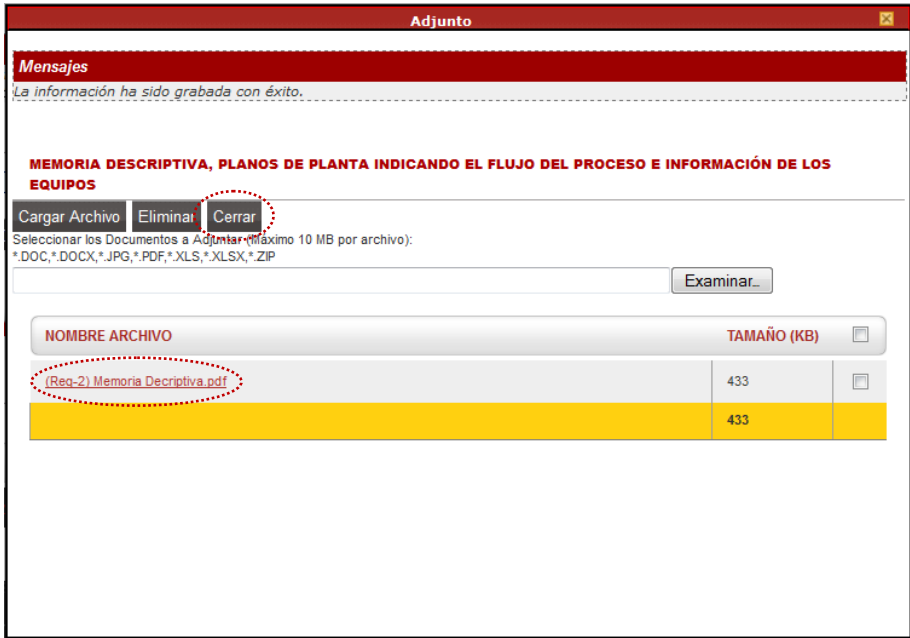 Adjunto
Mensajes
La información ha sido grabada con éxito.
MEMORIA DESCRIPTIVA, PLANOS DE PLANTA INDICANDO EL FLUJO DEL PROCESO E INFORMACIÓN DE LOS
EQUIPOS
Cargar Archivo Eliminar Cerrar
Seleccionar los Documentos a Adjuntar (Máximo 10 MB por archivo):
*.DOC,*.DOCX,*.JPG,*.PDF,*.XLS,*.XLSX,*.ZIP
Examinar...
NOMBRE ARCHIVO TAMAÑO (KB)
(Req-2) Memoria Decriptiva.pdf 433
433